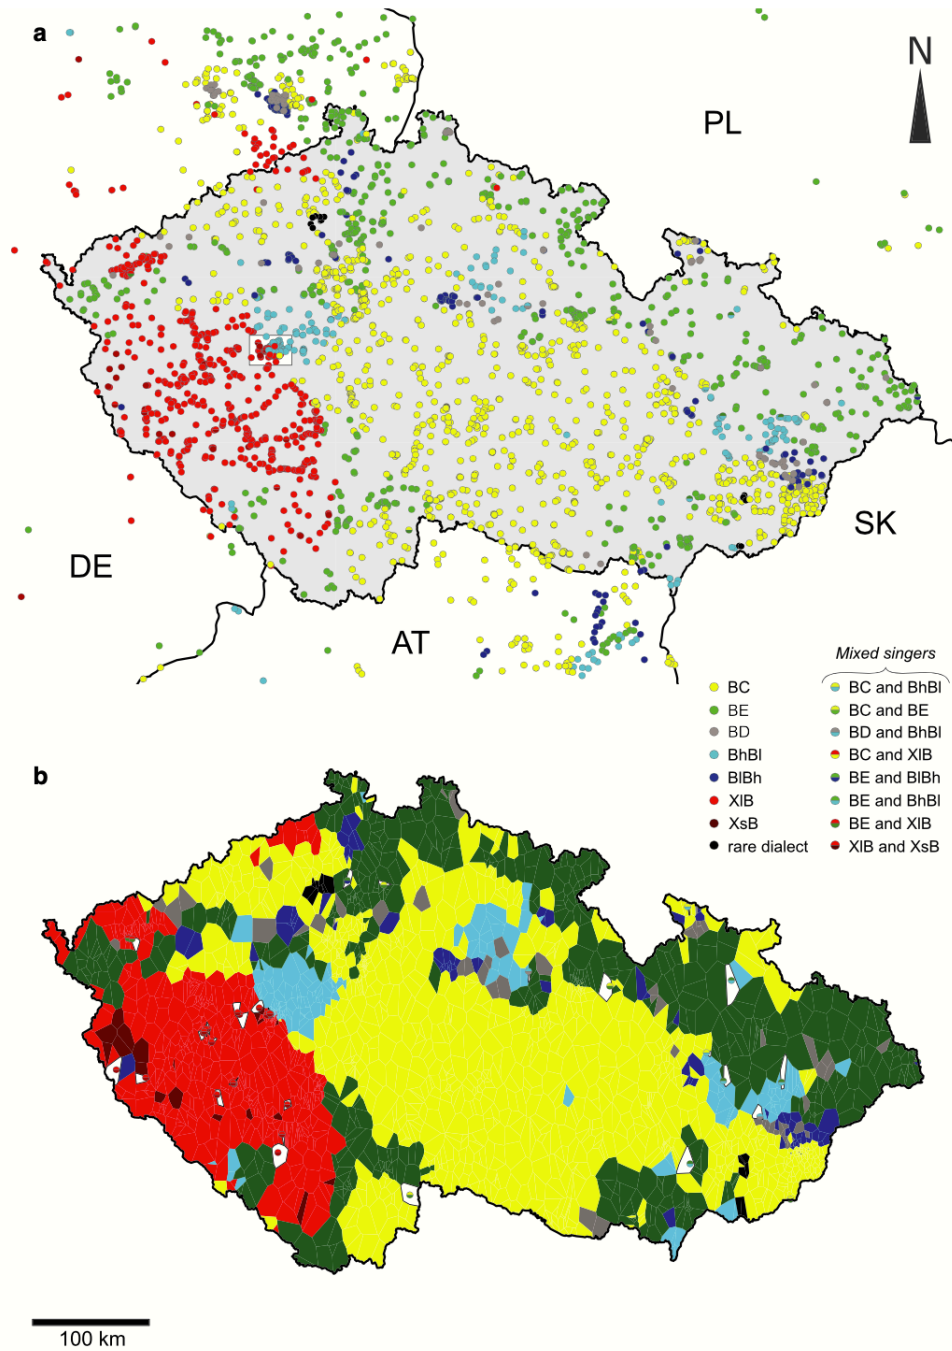 a
N
PL
SK
DE
AT
Mixed singers
BC
BE
BD
BhBl
BlBh
XlB
XsB
rare dialect
BC and BhBl
BC and BE
BD and BhBl
BC and XlB
BE and BlBh
BE and BhBl
BE and XlB
XlB and XsB
b
100 km